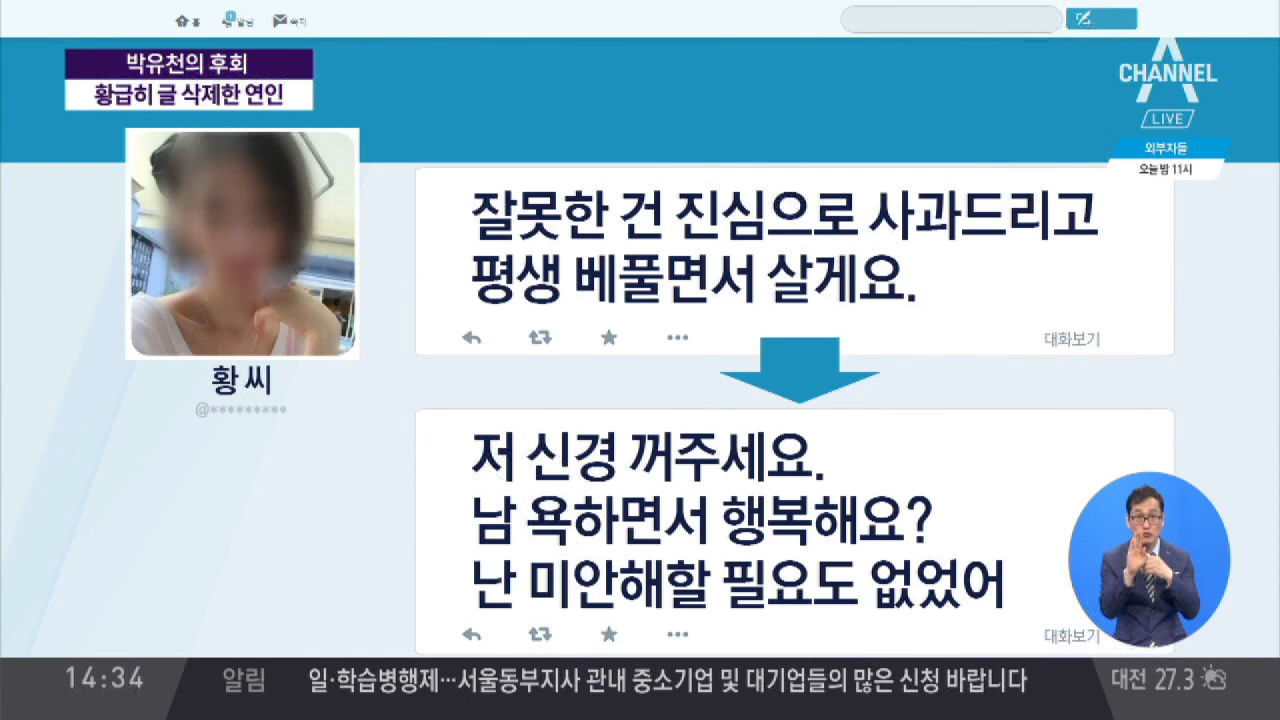 홈
알림
쪽지
박유천의 후회
황급히 글 삭제한 연인
CHANNEL A
LIVE
외부자들
오늘 밤 11시
잘못한 건 진심으로 사과드리고
평생 베풀면서 살게요.
대화보기
황 씨
@*********
저 신경 꺼주세요.
남 욕하면서 행복해요?
난 미안해할 필요도 없었어
대화보기
14:34
알림
일·학습병행제…서울동부지사 관내 중소기업 및 대기업들의 많은 신청 바랍니다
대전 27.3